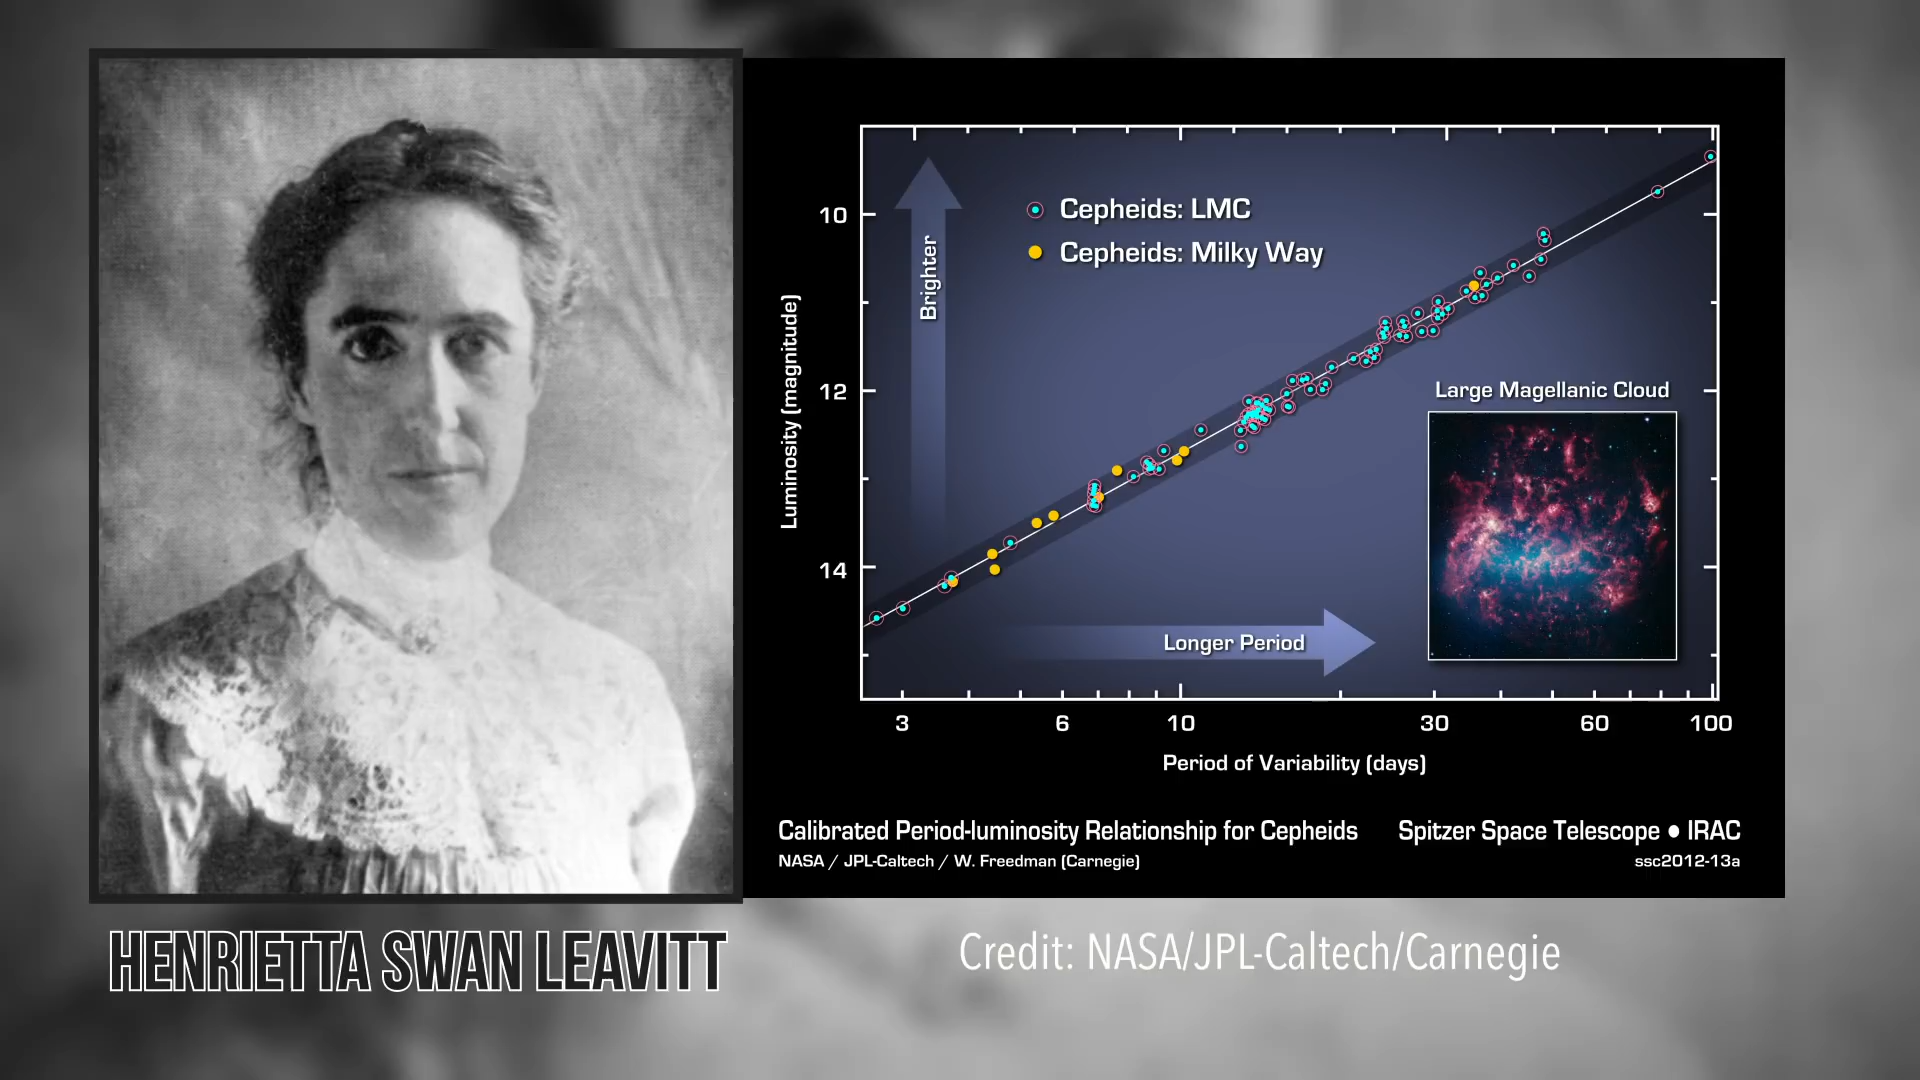 HENRIETTA SWAN LEAVITT
Cepheids: LMC
Cepheids: Milky Way
Brighter
Luminosity (magnitude)
10
12
14
Large Magellanic Cloud
Longer Period
3 6 10 30 60 100
Period of Variability (days)
Calibrated Period-luminosity Relationship for Cepheids
Spitzer Space Telescope ● IRAC
NASA / JPL-Caltech / W. Freedman (Carnegie)
ssc2012-13a
Credit: NASA/JPL-Caltech/Carnegie